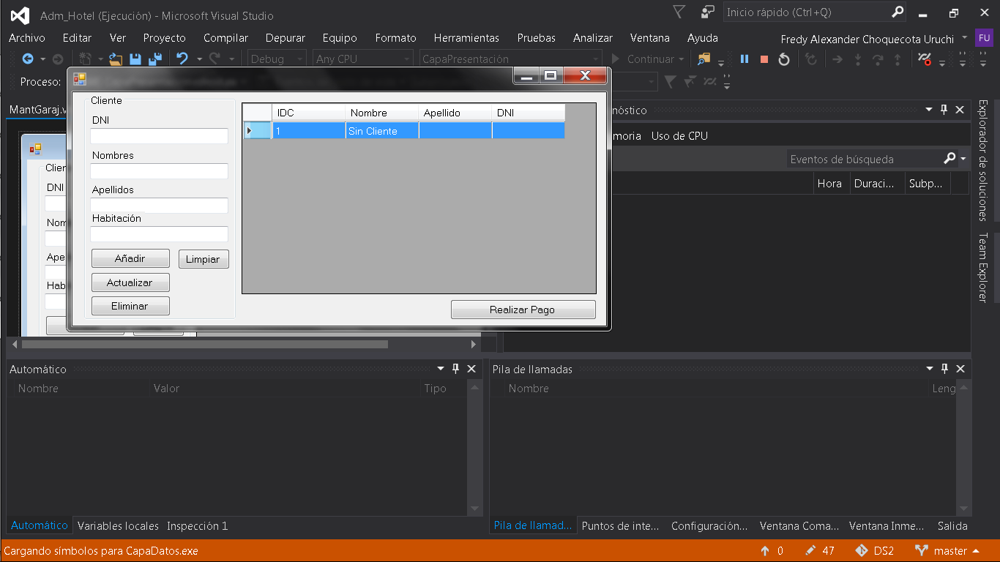 Adm_Hotel (Ejecución) - Microsoft Visual Studio
Inicio rápido (Ctrl+Q)
Archivo Editar Ver Proyecto Compilar Depurar Equipo Formato Herramientas Pruebas Analizar Ventana Ayuda
Fredy Alexander Choquecota Uruchi FU
Debug Any CPU CapaPresentación Continuar
Proceso:
MantGaraj.v
Cliente
DNI
Nombres
Apellidos
Habitación
Añadir Limpiar
Actualizar
Eliminar
IDC Nombre Apellido DNI
1 Sin Cliente
Realizar Pago
Clien
DNI
Nom
Ape
Hab
nóstico
moria Uso de CPU
Eventos de búsqueda
Hora Duraci... Subp...
Explorador de soluciones
Team Explorer
Automático
Nombre Valor Tipo
Pila de llamadas
Nombre Leng
Automático Variables locales Inspección 1
Pila de llamad... Puntos de inte... Configuración... Ventana Coma... Ventana Inme... Salida
Cargando símbolos para CapaDatos.exe
0 47 DS2 master